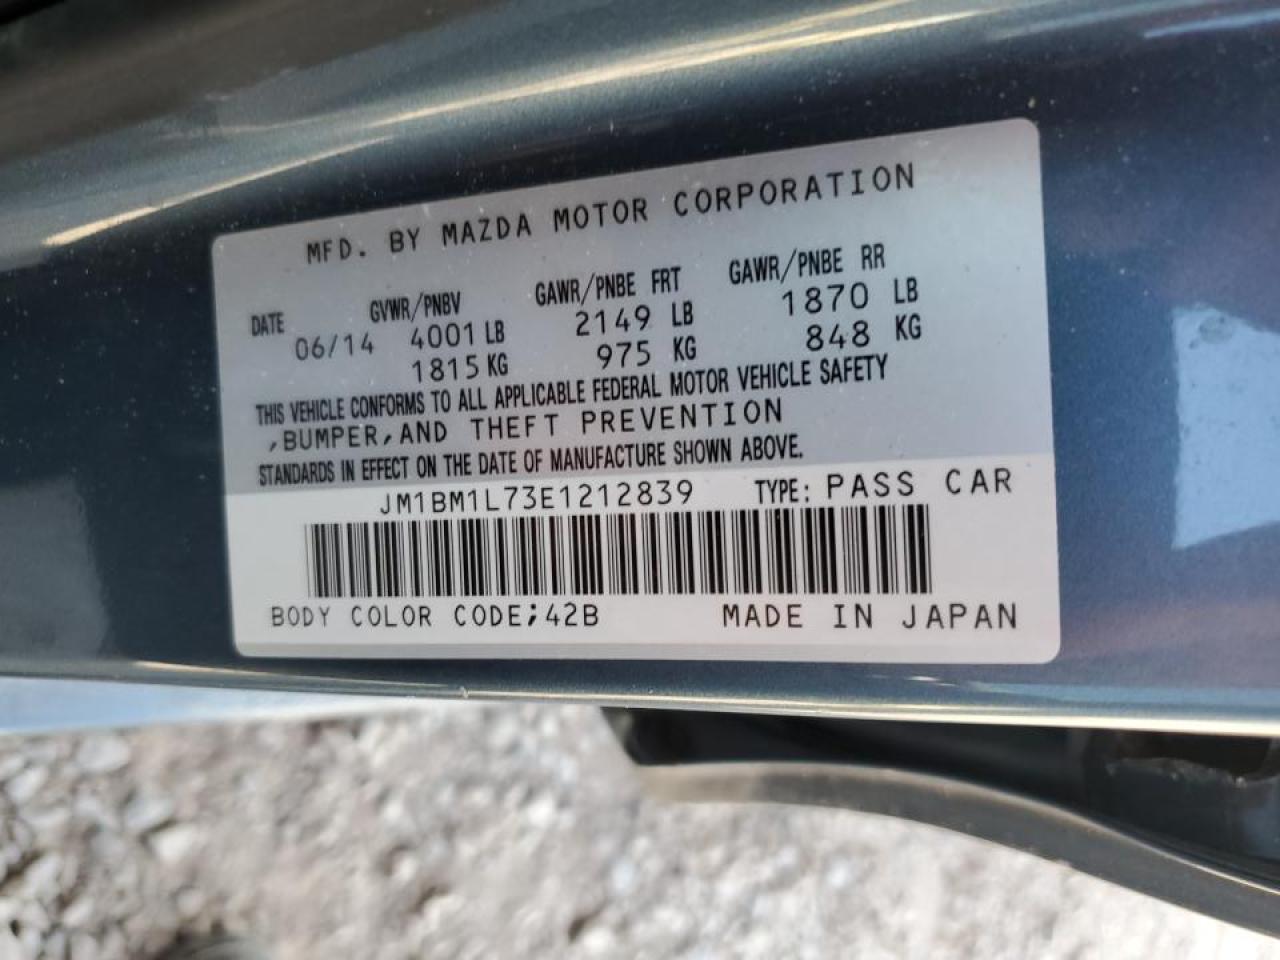 MFD. BY MAZDA MOTOR CORPORATION
DATE GVWR/PNBV GAWR/PNBE FRT GAWR/PNBE RR
06/14 4001 LB 2149 LB 1870 LB
1815 KG 975 KG 848 KG
THIS VEHICLE CONFORMS TO ALL APPLICABLE FEDERAL MOTOR VEHICLE SAFETY
,BUMPER,AND THEFT PREVENTION
STANDARDS IN EFFECT ON THE DATE OF MANUFACTURE SHOWN ABOVE.
JM1BM1L73E1212839 TYPE: PASS CAR
BODY COLOR CODE;42B MADE IN JAPAN